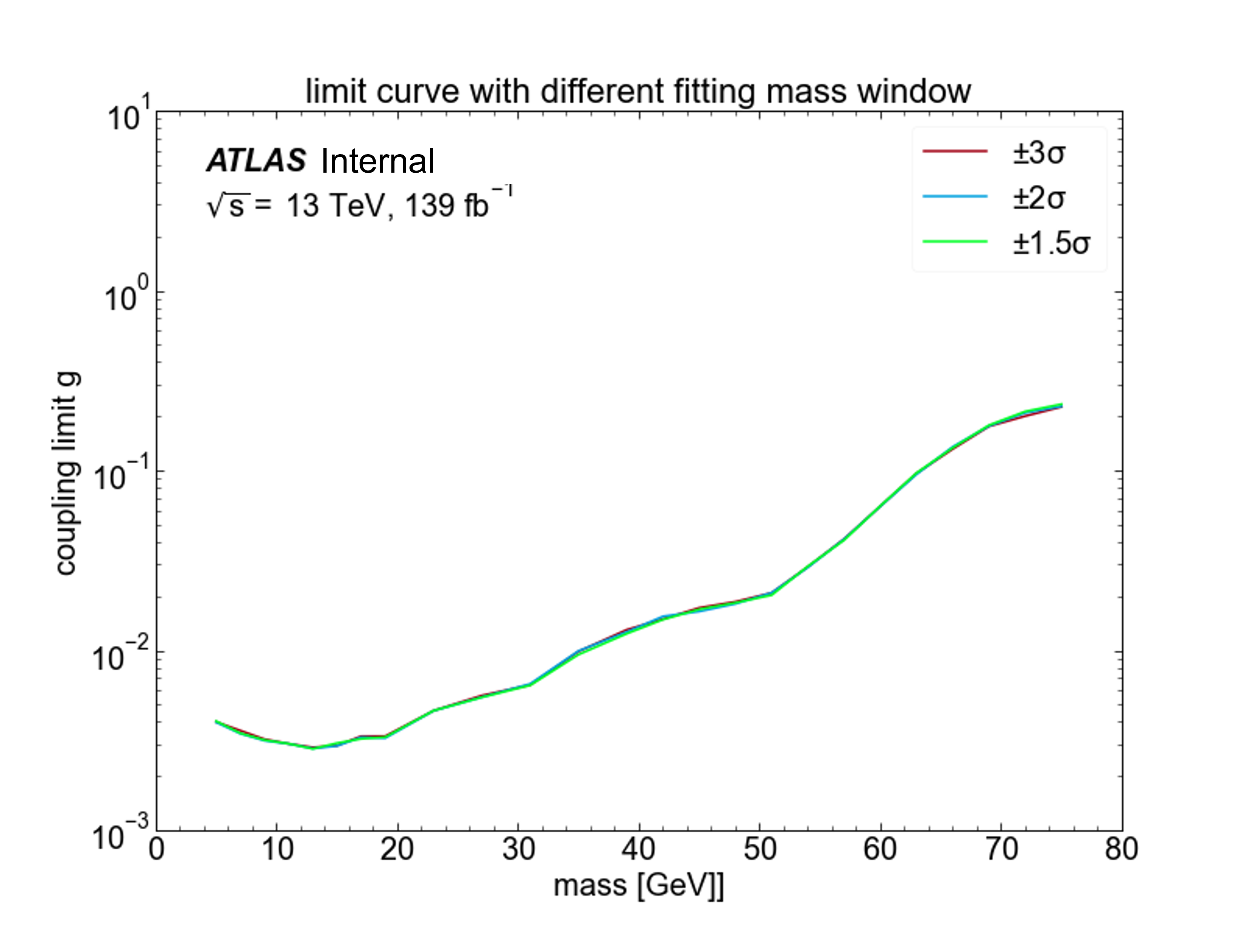 limit curve with different fitting mass window
ATLAS Internal
√s = 13 TeV, 139 fb⁻¹
±3σ
±2σ
±1.5σ
10¹
10⁰
10⁻¹
10⁻²
10⁻³
coupling limit g
0 10 20 30 40 50 60 70 80
mass [GeV]]